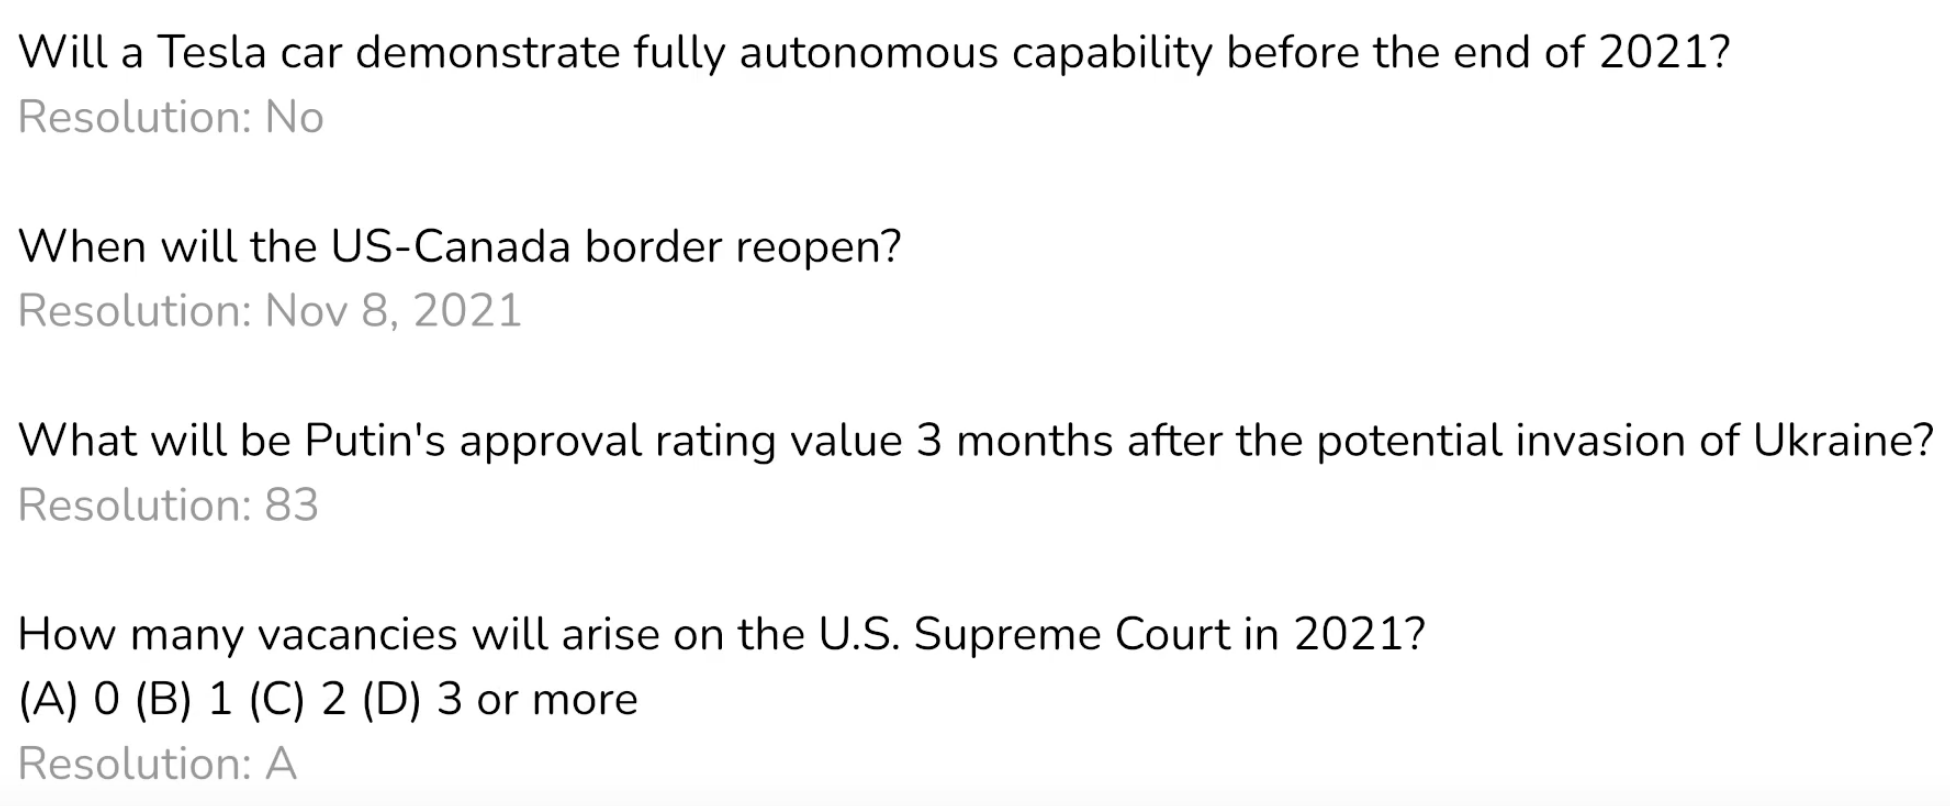 Will a Tesla car demonstrate fully autonomous capability before the end of 2021?
Resolution: No
When will the US-Canada border reopen?
Resolution: Nov 8, 2021
What will be Putin's approval rating value 3 months after the potential invasion of Ukraine?
Resolution: 83
How many vacancies will arise on the U.S. Supreme Court in 2021?
(A) 0 (B) 1 (C) 2 (D) 3 or more
Resolution: A